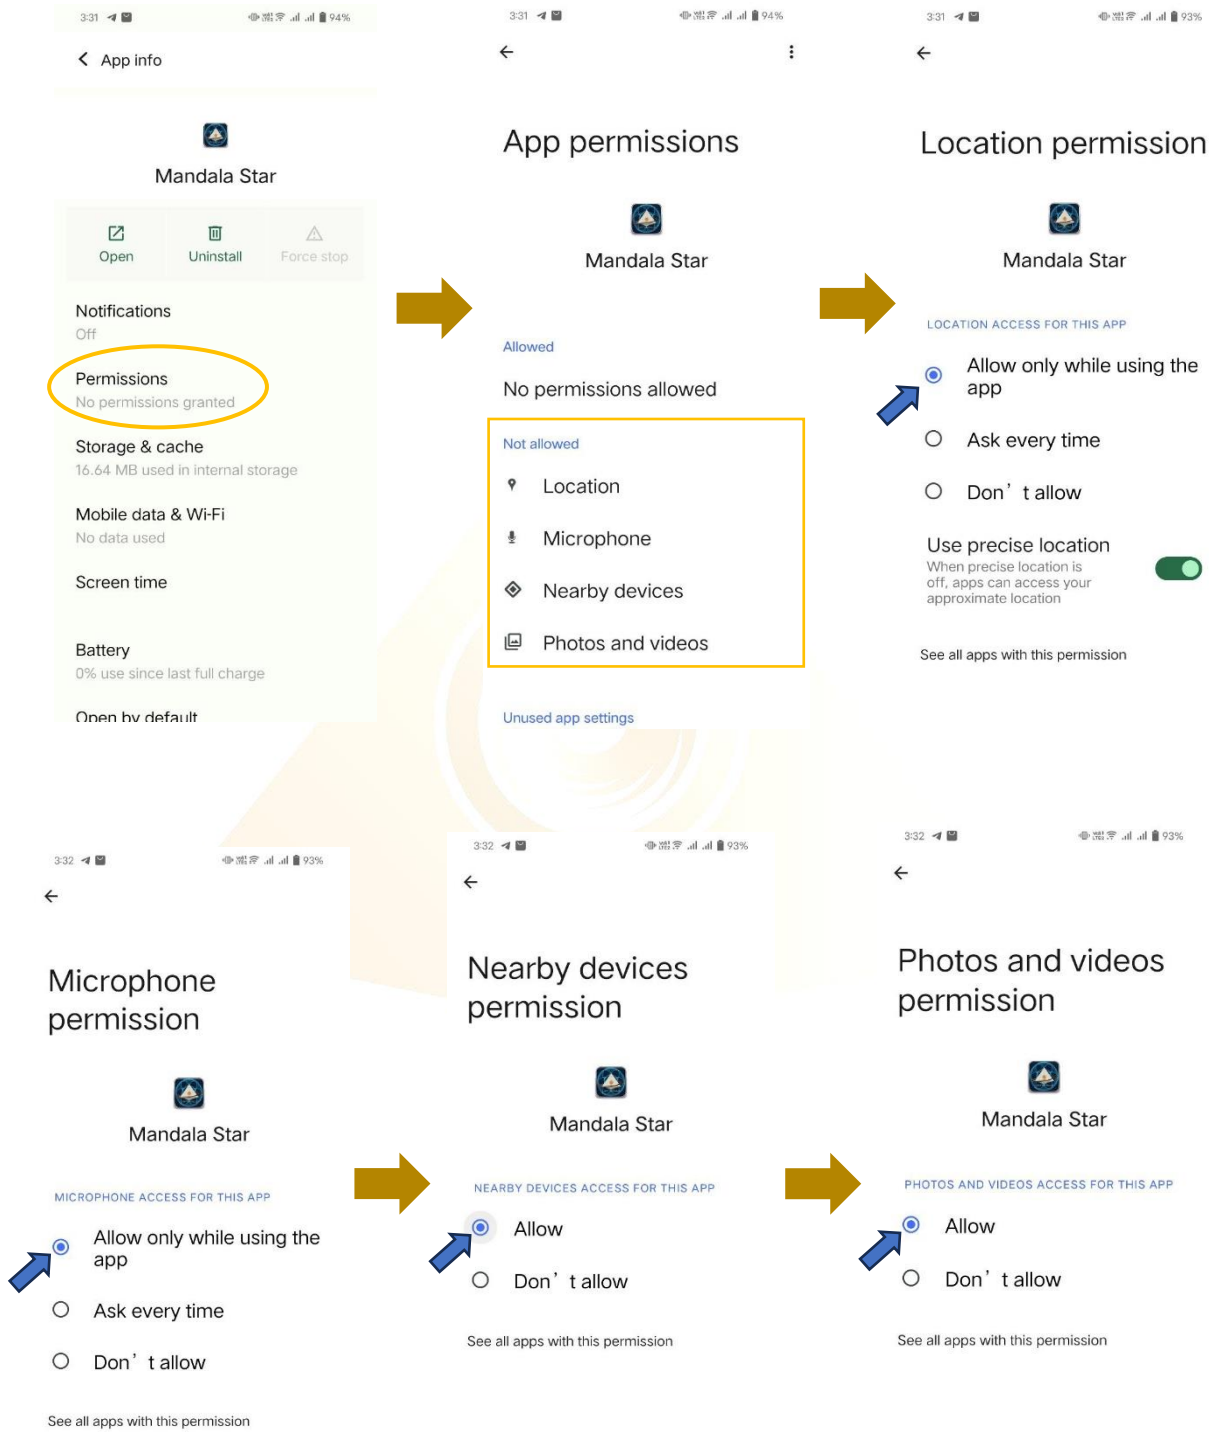 3:31
94%
App info
Mandala Star
Open
Uninstall
Force stop
Notifications
Off
Permissions
No permissions granted
Storage & cache
16.64 MB used in internal storage
Mobile data & Wi-Fi
No data used
Screen time
Battery
0% use since last full charge
Open by default
3:31
94%
App permissions
Mandala Star
Allowed
No permissions allowed
Not allowed
Location
Microphone
Nearby devices
Photos and videos
Unused app settings
3:31
93%
Location permission
Mandala Star
LOCATION ACCESS FOR THIS APP
Allow only while using the
app
Ask every time
Don’t allow
Use precise location
When precise location is
off, apps can access your
approximate location
See all apps with this permission
3:32
93%
Microphone
permission
Mandala Star
MICROPHONE ACCESS FOR THIS APP
Allow only while using the
app
Ask every time
Don’t allow
See all apps with this permission
3:32
93%
Nearby devices
permission
Mandala Star
NEARBY DEVICES ACCESS FOR THIS APP
Allow
Don’t allow
See all apps with this permission
3:32
93%
Photos and videos
permission
Mandala Star
PHOTOS AND VIDEOS ACCESS FOR THIS APP
Allow
Don’t allow
See all apps with this permission